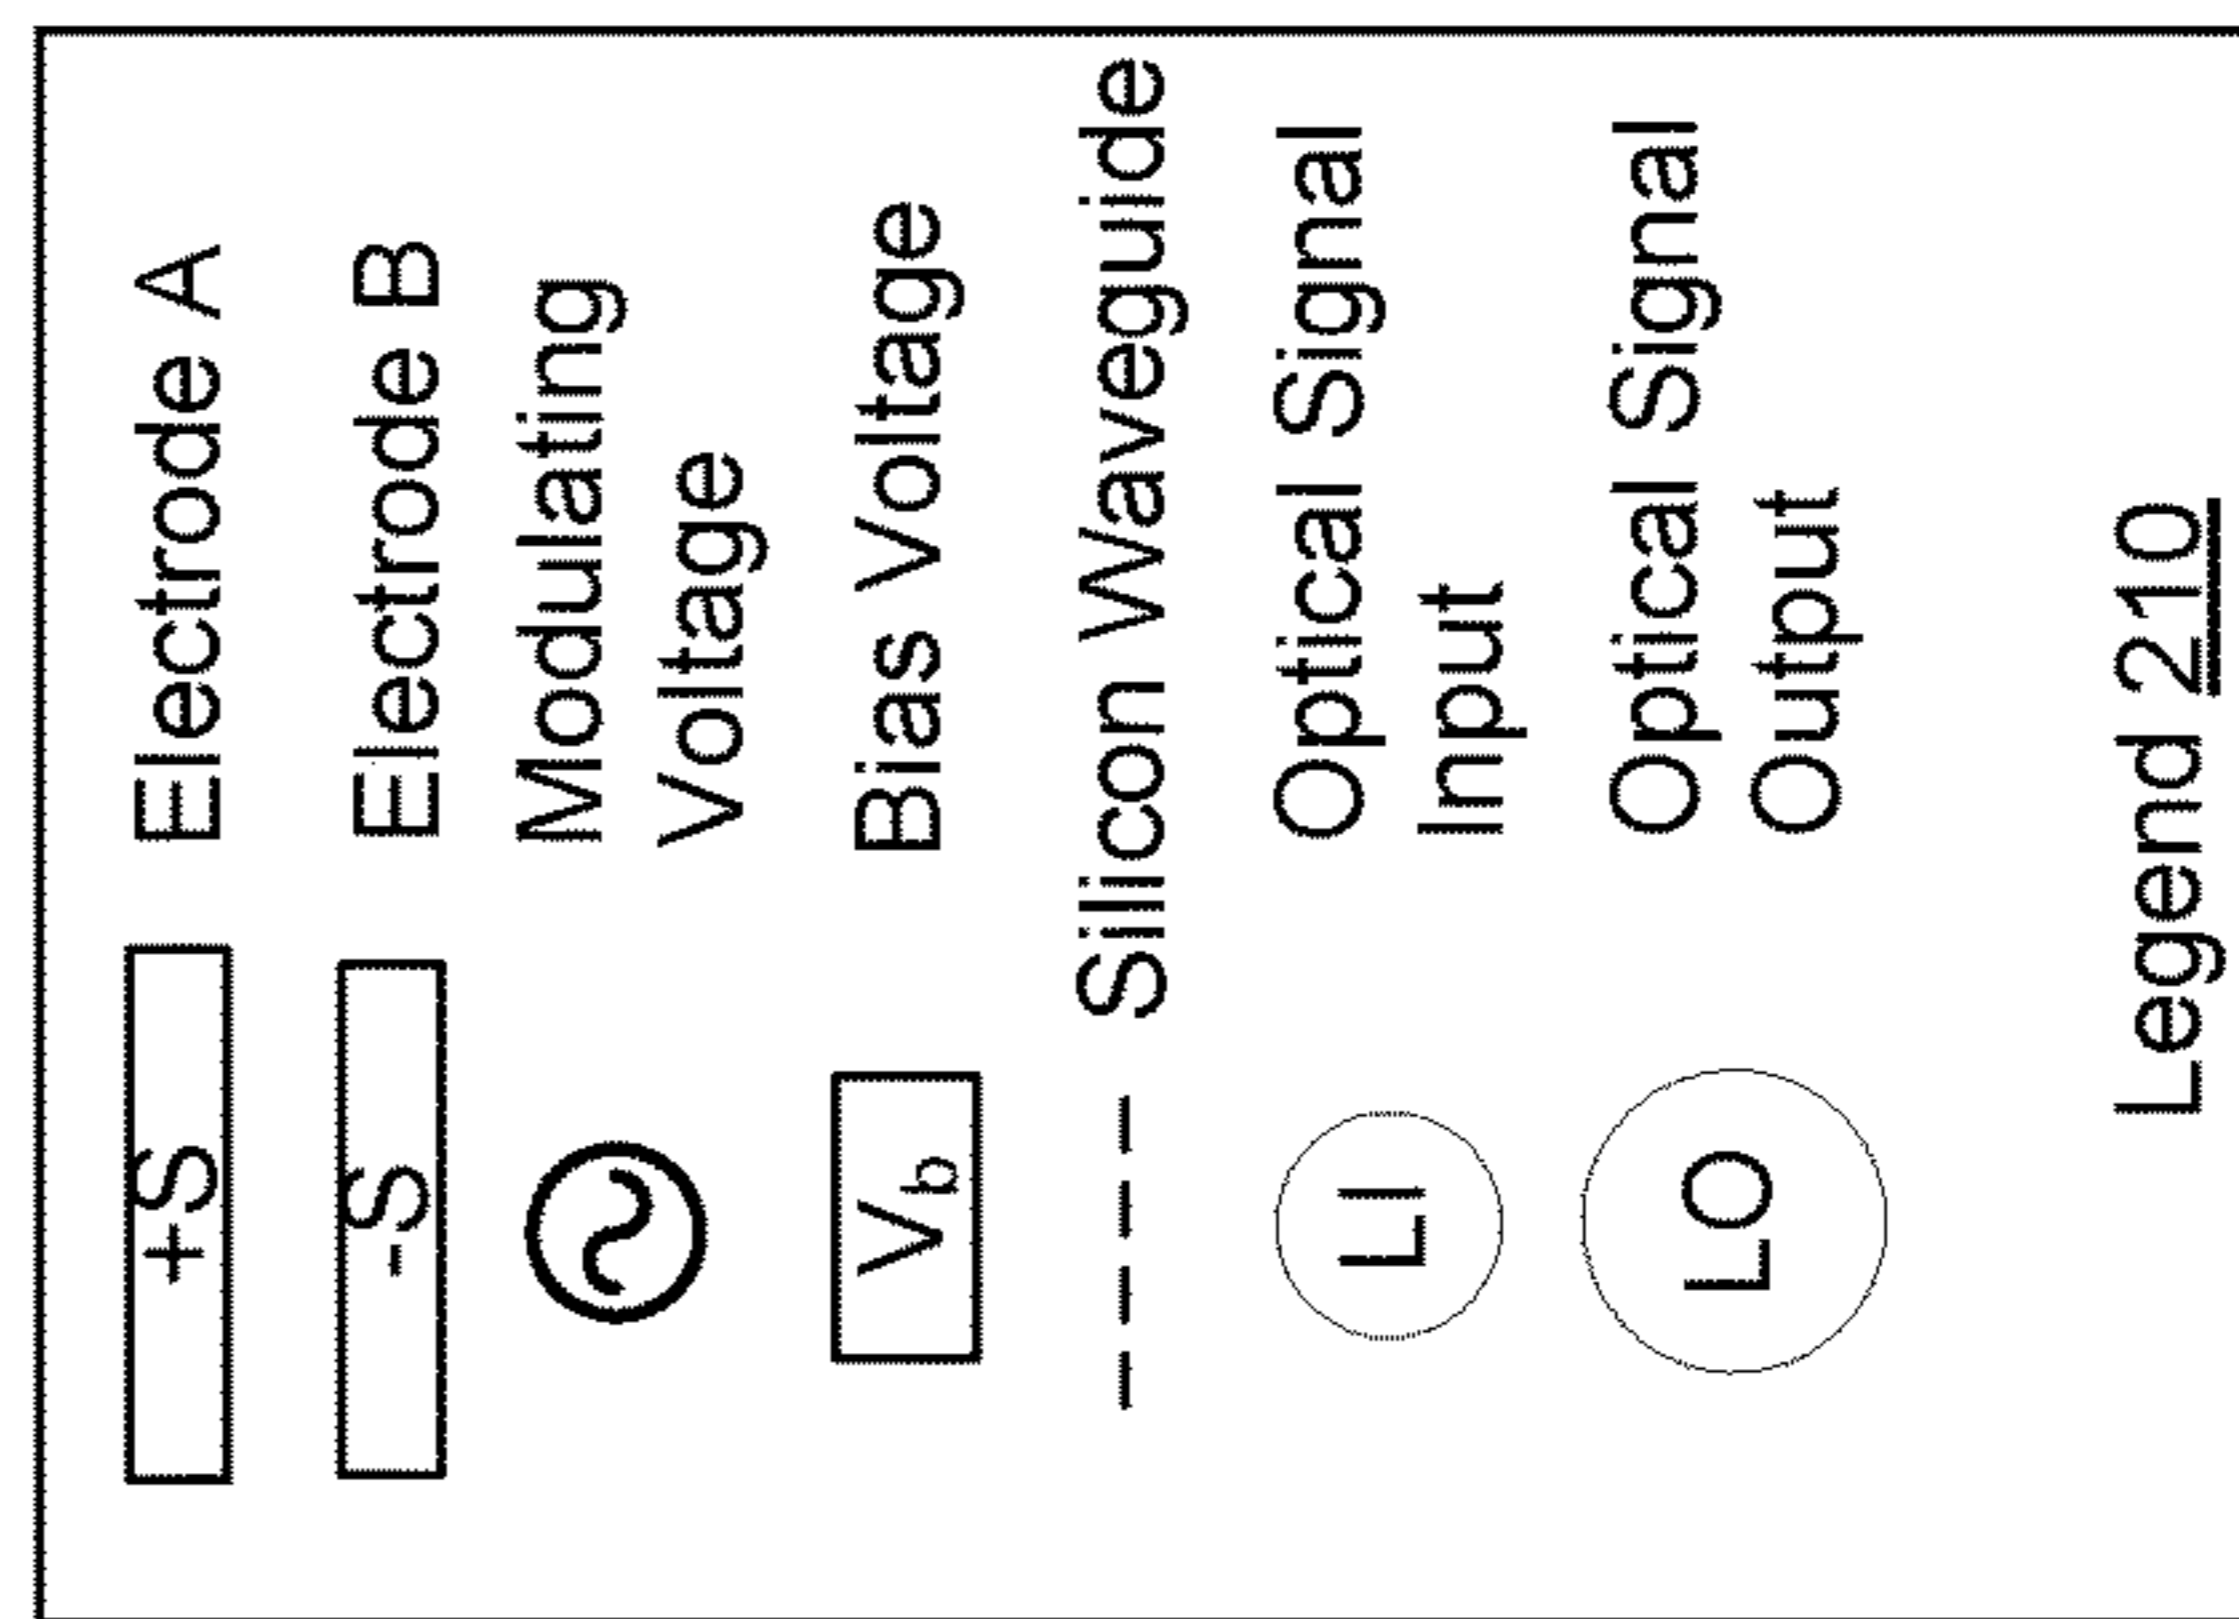 +S Electrode A
-S Electrode B
Modulating
Voltage
Vb Bias Voltage
Silicon Waveguide
LI Optical Signal
Input
LO Optical Signal
Output
Legend 210